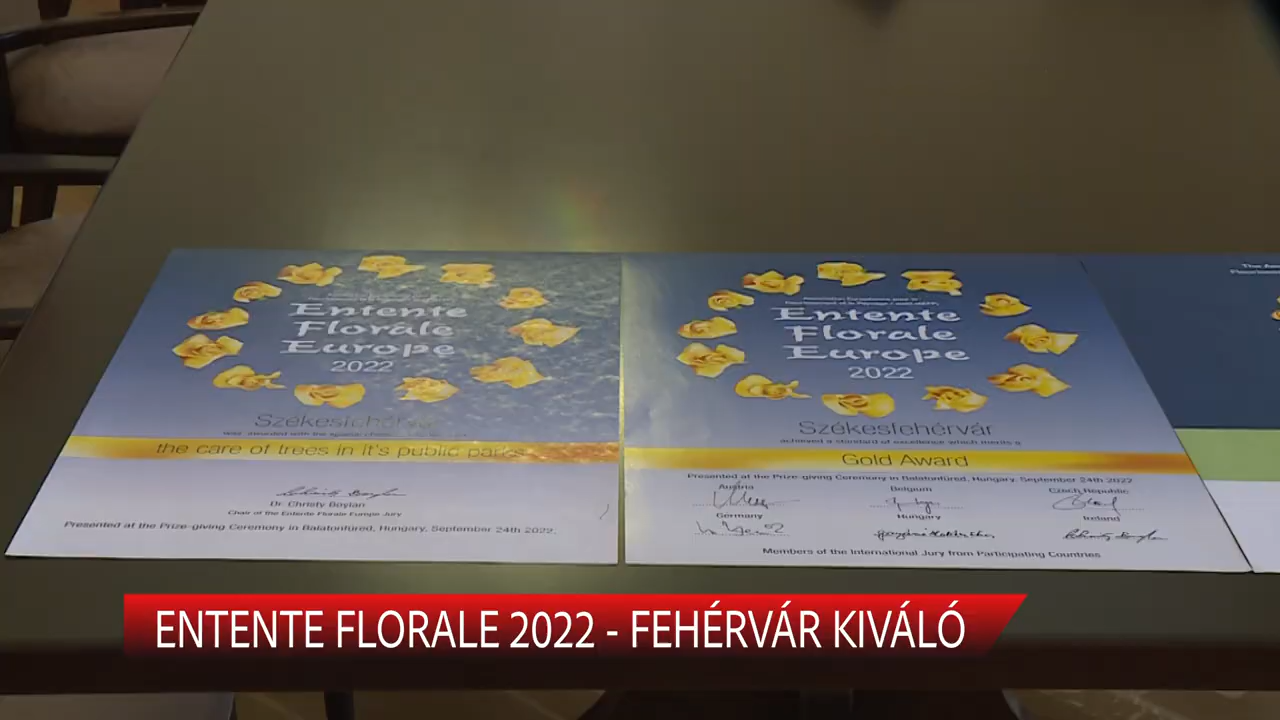 Entente
Florale
Europe
2022
Székesfehérvár
the care of trees in it's public parks
Dr. Christy Boylan
Chair of the Entente Florale Europe Jury
Presented at the Prize-giving Ceremony in Balatonfüred, Hungary, September 24th 2022.
Entente
Florale
Europe
2022
Székesfehérvár
achieved a standard of excellence which merits a
Gold Award
Presented at the Prize-giving Ceremony in Balatonfüred, Hungary, September 24th 2022
Austria Belgium Czech Republic
Germany Hungary Ireland
Members of the International Jury from Participating Countries
ENTENTE FLORALE 2022 - FEHÉRVÁR KIVÁLÓ